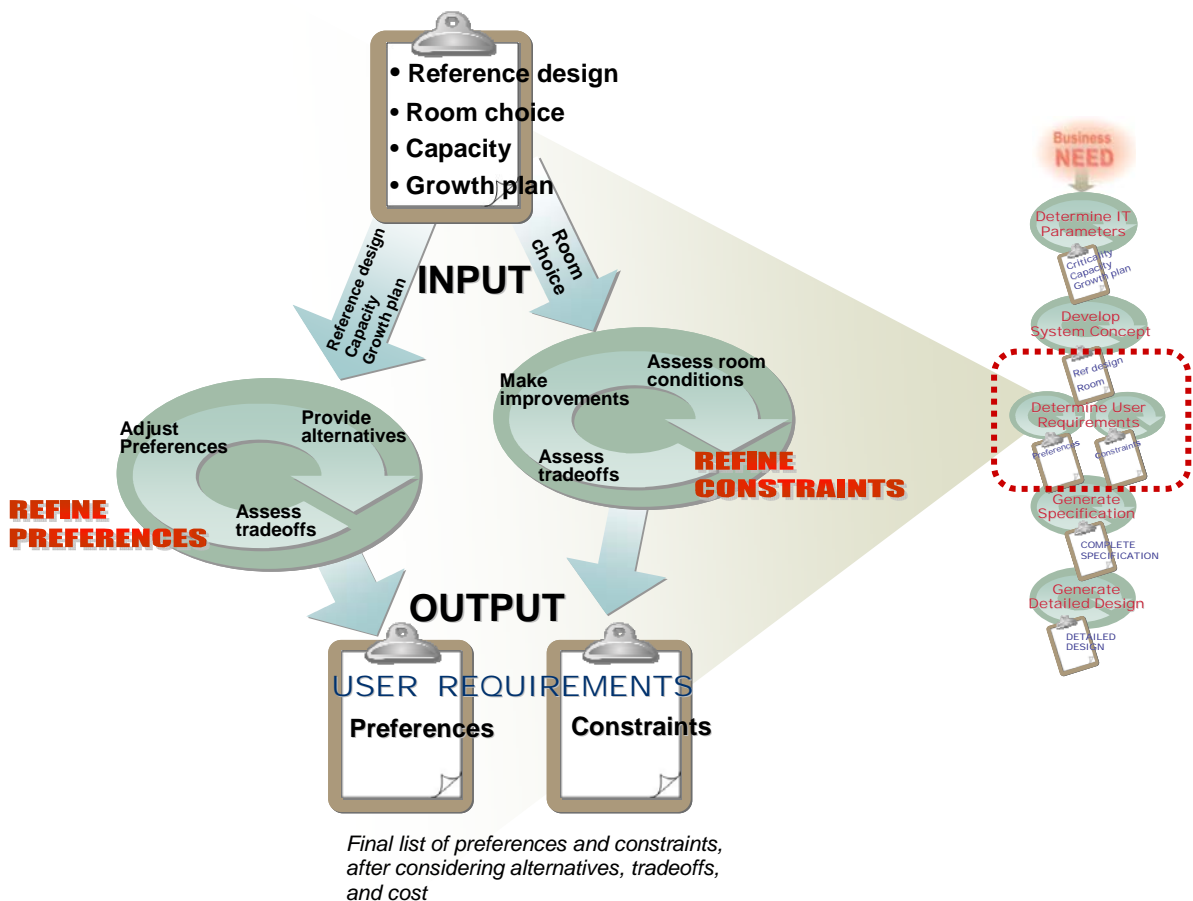 • Reference design
• Room choice
• Capacity
• Growth plan
Reference design
Capacity
Growth plan
Room
choice
INPUT
Adjust
Preferences
Provide
alternatives
Assess
tradeoffs
REFINE
PREFERENCES
Make
improvements
Assess room
conditions
Assess
tradeoffs
REFINE
CONSTRAINTS
OUTPUT
USER REQUIREMENTS
Preferences
Constraints
Final list of preferences and constraints,
after considering alternatives, tradeoffs,
and cost
Business
NEED
Determine IT
Parameters
Criticality
Capacity
Growth plan
Develop
System Concept
Ref design
Room
Determine User
Requirements
Preferences
Constraints
Generate
Specification
COMPLETE
SPECIFICATION
Generate
Detailed Design
DETAILED
DESIGN